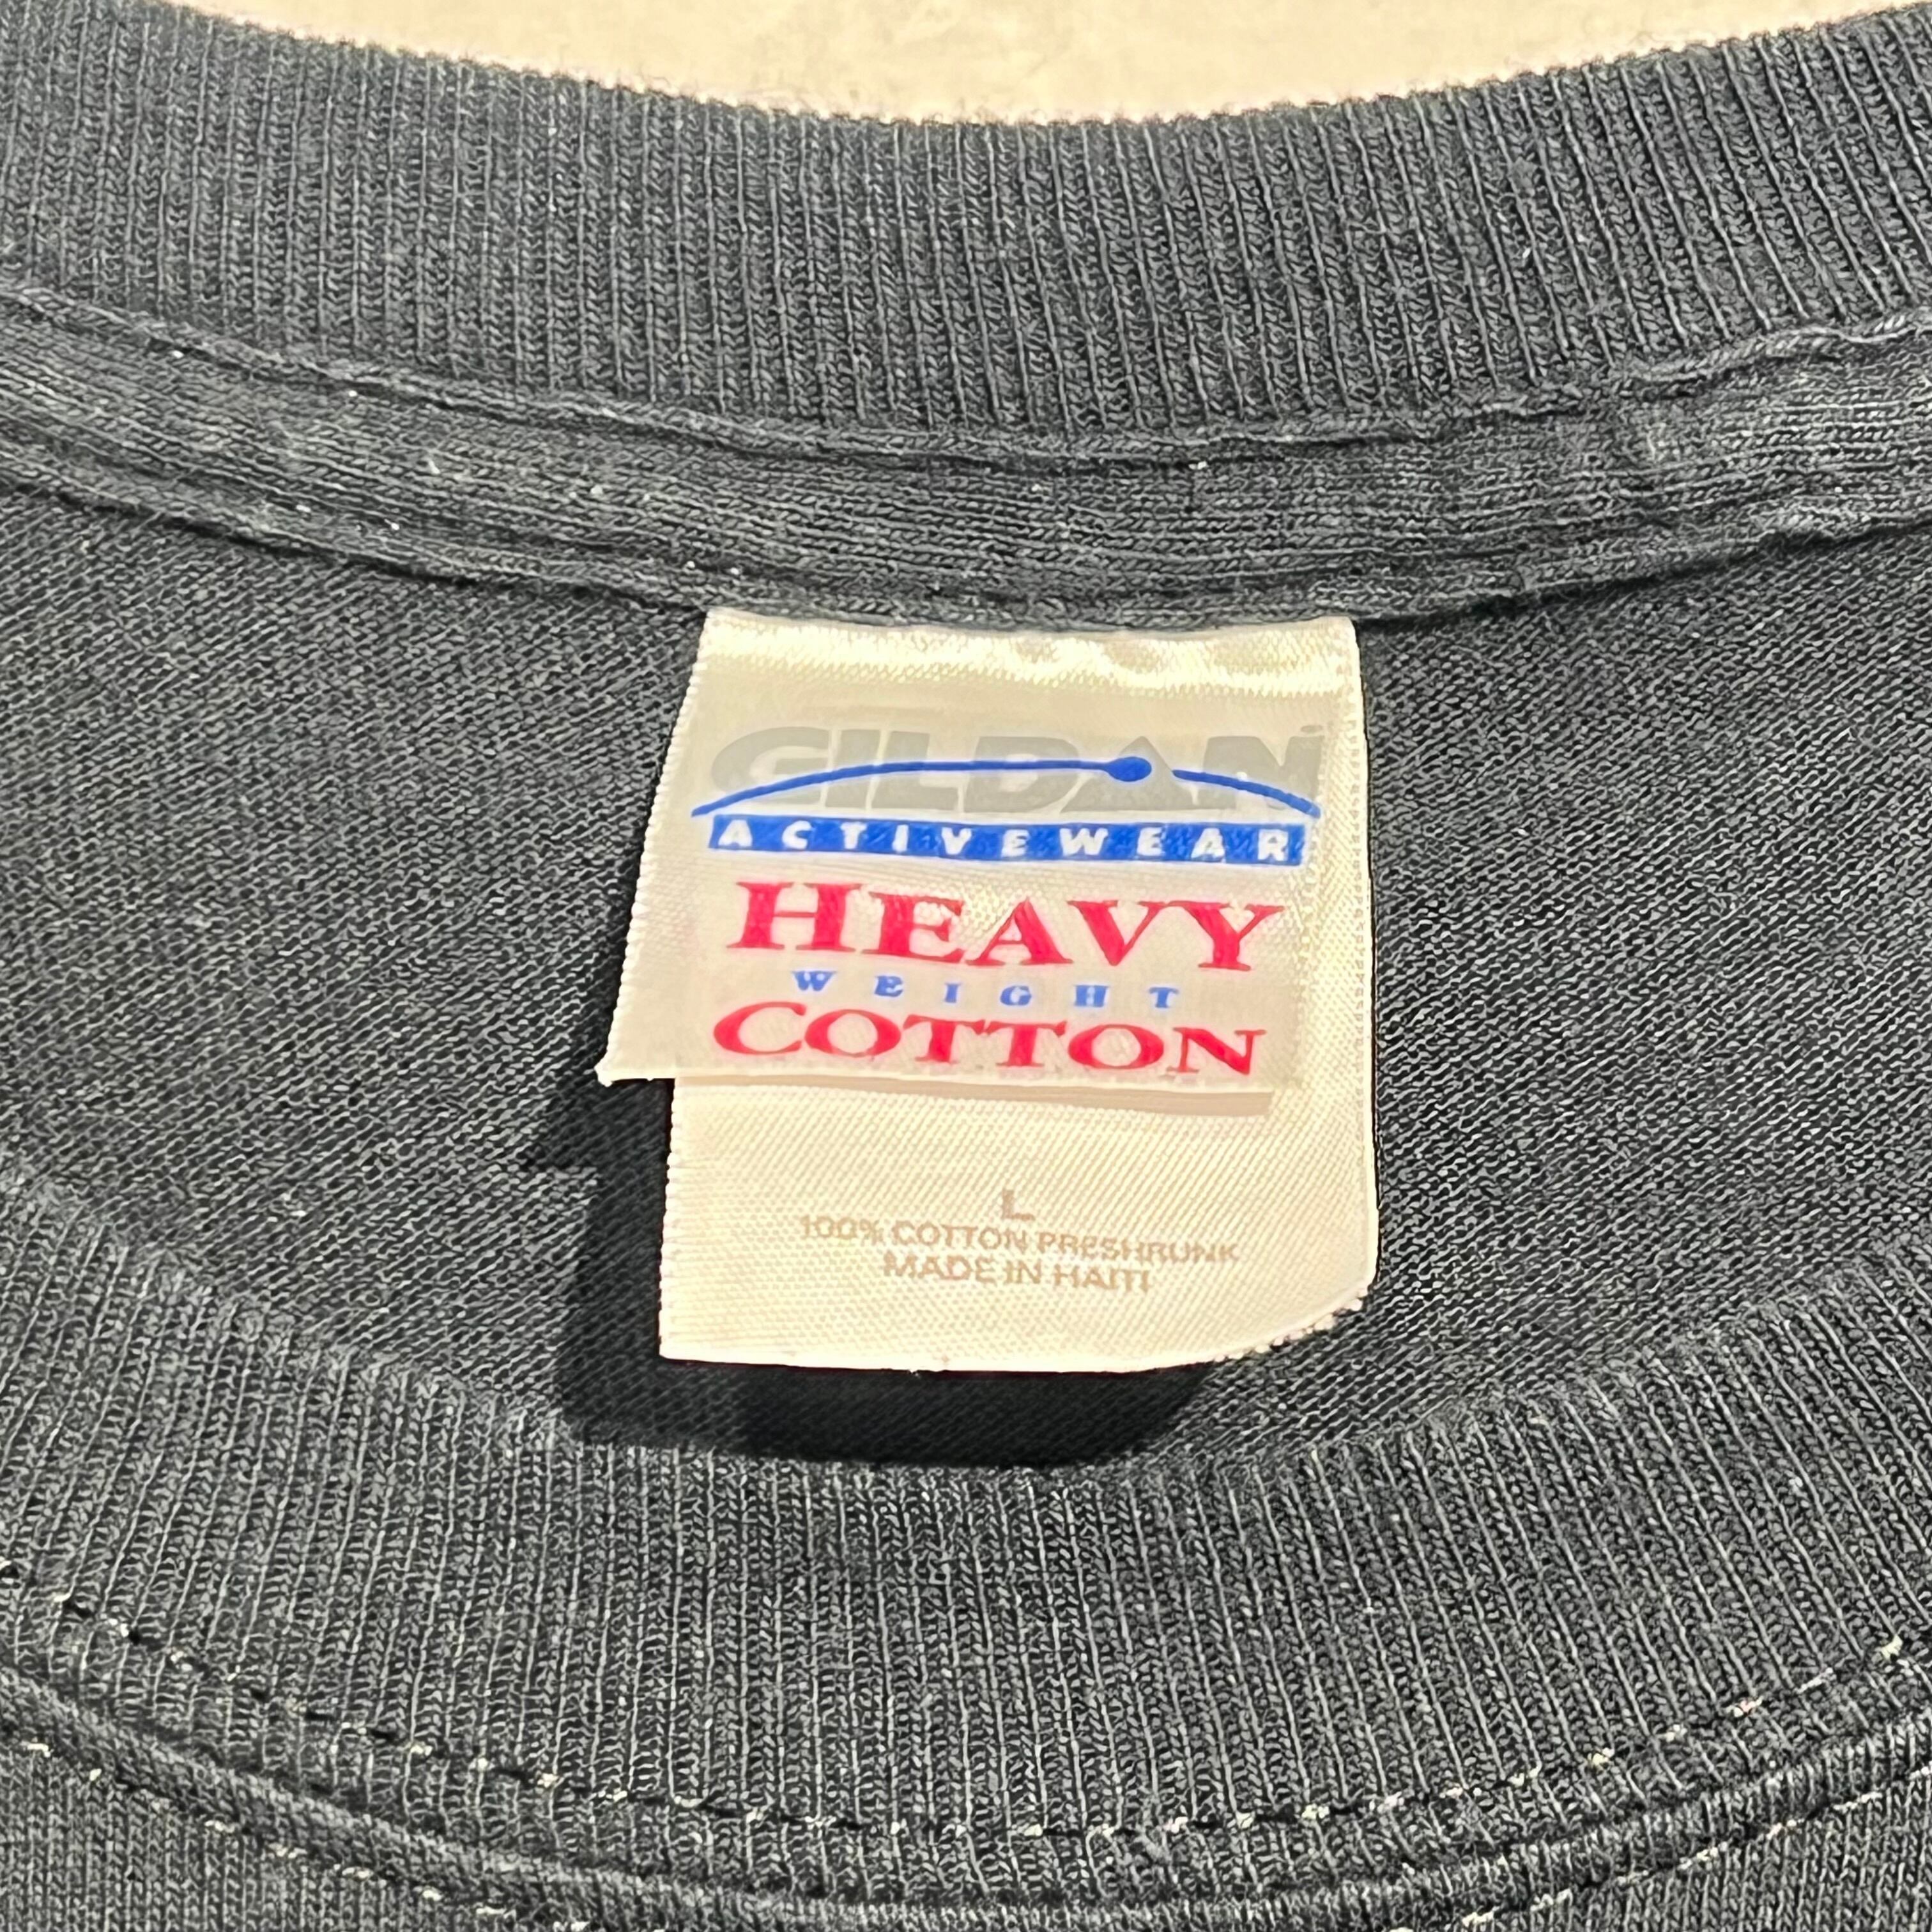 GILDAN
ACTIVEWEAR
HEAVY
WEIGHT
COTTON
L
100% COTTON PRESHRUNK
MADE IN HAITI